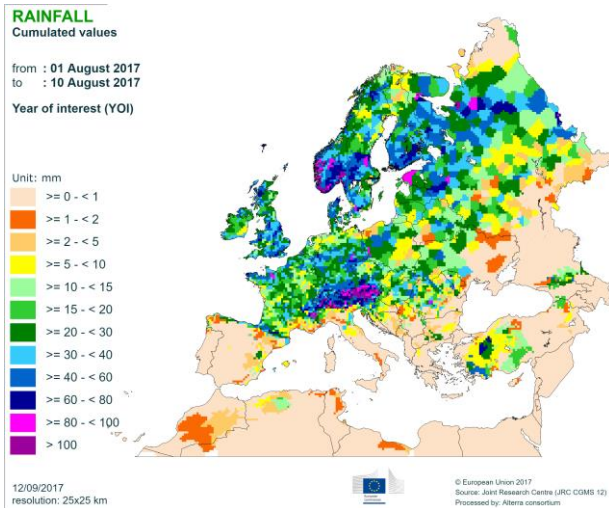 RAINFALL
Cumulated values
from : 01 August 2017
to : 10 August 2017
Year of interest (YOI)
Unit: mm
>= 0 - < 1
>= 1 - < 2
>= 2 - < 5
>= 5 - < 10
>= 10 - < 15
>= 15 - < 20
>= 20 - < 30
>= 30 - < 40
>= 40 - < 60
>= 60 - < 80
>= 80 - < 100
> 100
12/09/2017
resolution: 25x25 km
© European Union 2017
Source: Joint Research Centre (JRC CGMS 12)
Processed by: Alterra consortium